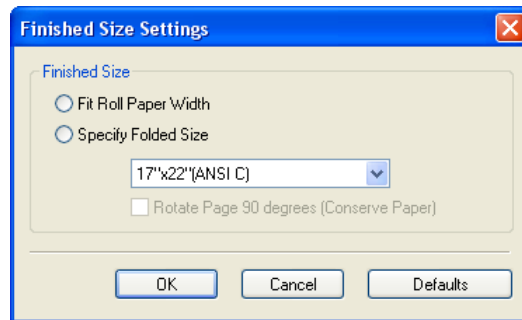 Finished Size Settings
Finished Size
Fit Roll Paper Width
Specify Folded Size
17"x22"(ANSI C)
Rotate Page 90 degrees (Conserve Paper)
OK Cancel Defaults